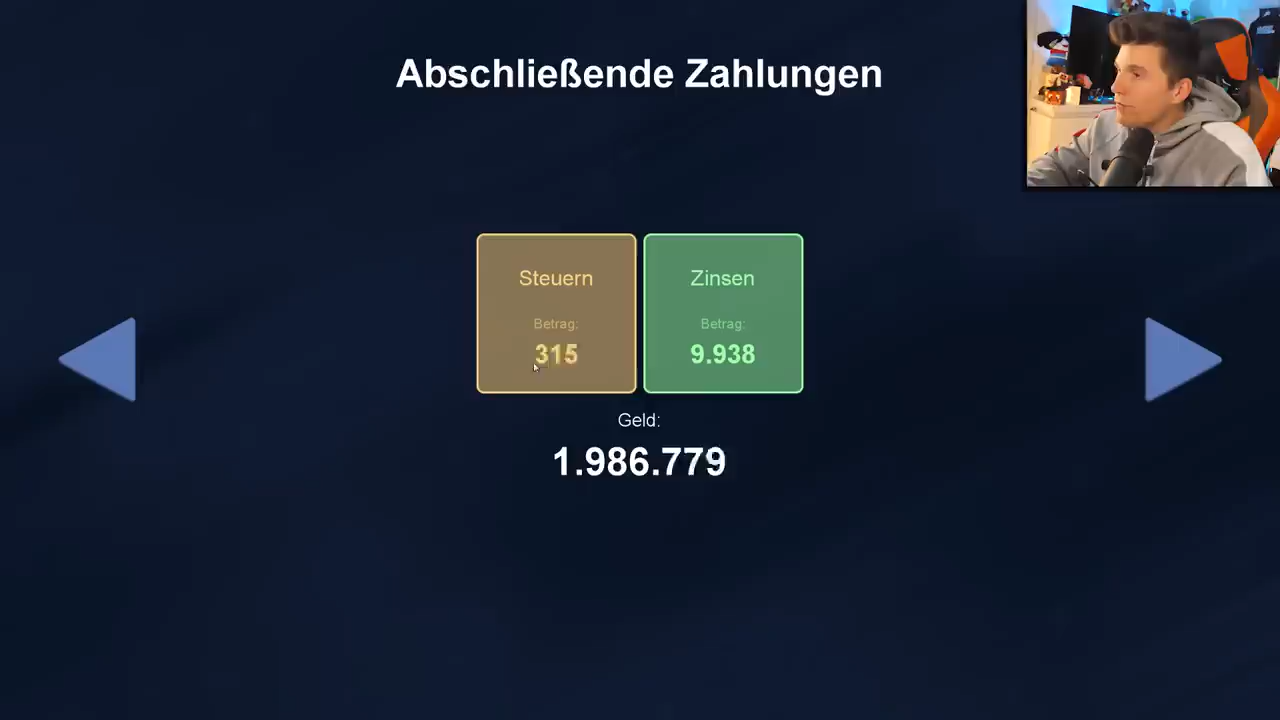 Abschließende Zahlungen
Steuern
Betrag:
315
Zinsen
Betrag:
9.938
Geld:
1.986.779